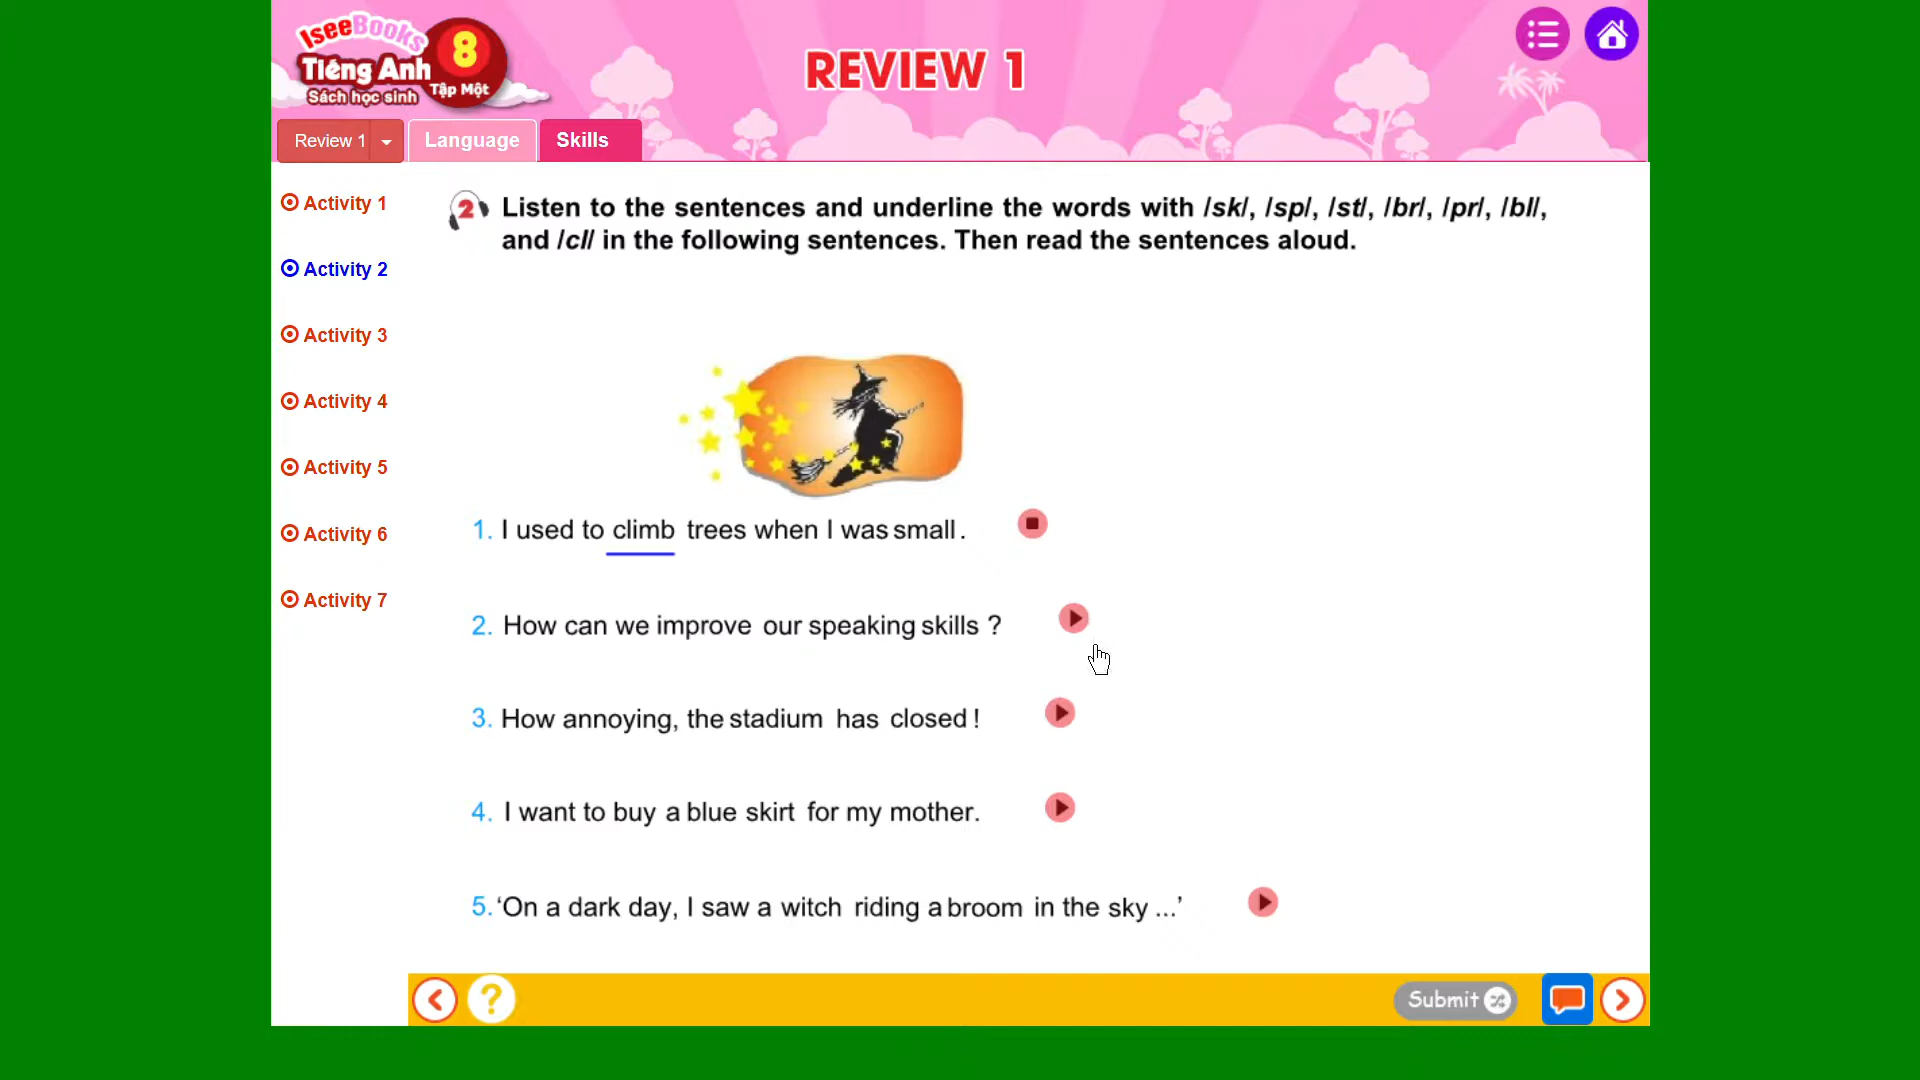 IseeBooks
Tiếng Anh 8
Sách học sinh Tập Một
REVIEW 1
Review 1 Language Skills
Activity 1
Activity 2
Activity 3
Activity 4
Activity 5
Activity 6
Activity 7
2 Listen to the sentences and underline the words with /sk/, /sp/, /st/, /br/, /pr/, /bl/,
and /cl/ in the following sentences. Then read the sentences aloud.
1. I used to climb trees when I was small.
2. How can we improve our speaking skills ?
3. How annoying, the stadium has closed !
4. I want to buy a blue skirt for my mother.
5. ‘On a dark day, I saw a witch riding a broom in the sky ...’
? Submit